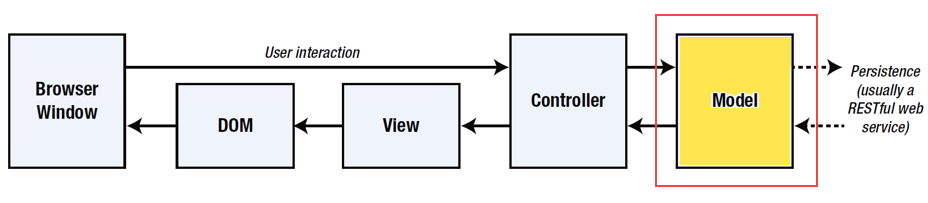 User interaction
Browser
Window
DOM
View
Controller
Model
Persistence
(usually a
RESTful web
service)